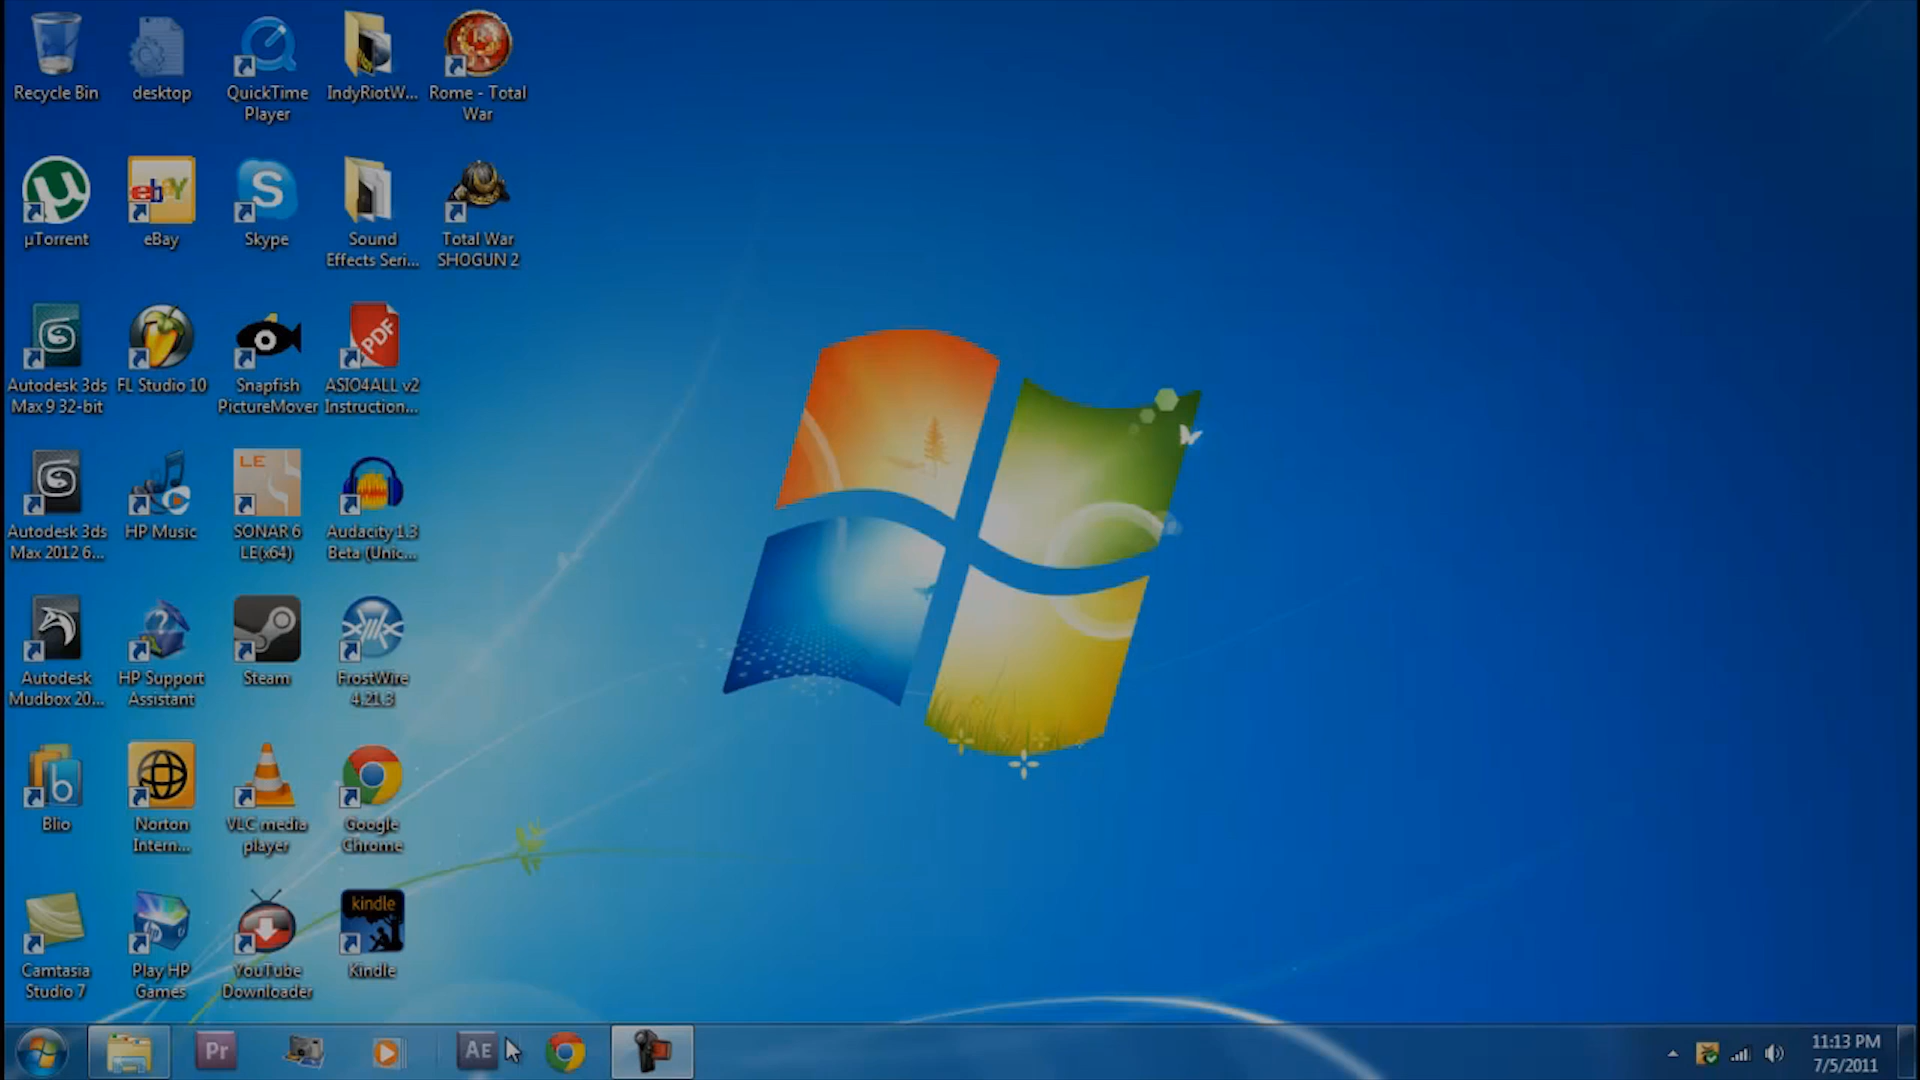 Recycle Bin
desktop
QuickTime
Player
IndyRiotW...
Rome - Total
War
µTorrent
ebY
eBay
S
Skype
Sound
Effects Seri...
Total War
SHOGUN 2
Autodesk 3ds
Max 9 32-bit
FL Studio 10
Snapfish
PictureMover
PDF
ASIO4ALL v2
Instruction...
Autodesk 3ds
Max 2012 6...
HP Music
LE
SONAR 6
LE(x64)
Audacity 1.3
Beta (Unic...
Autodesk
Mudbox 20...
HP Support
Assistant
Steam
FrostWire
4.21.3
b
Blio
Norton
Intern...
VLC media
player
Google
Chrome
Camtasia
Studio 7
Play HP
Games
YouTube
Downloader
kindle
Kindle
Pr
AE
11:13 PM
7/5/2011